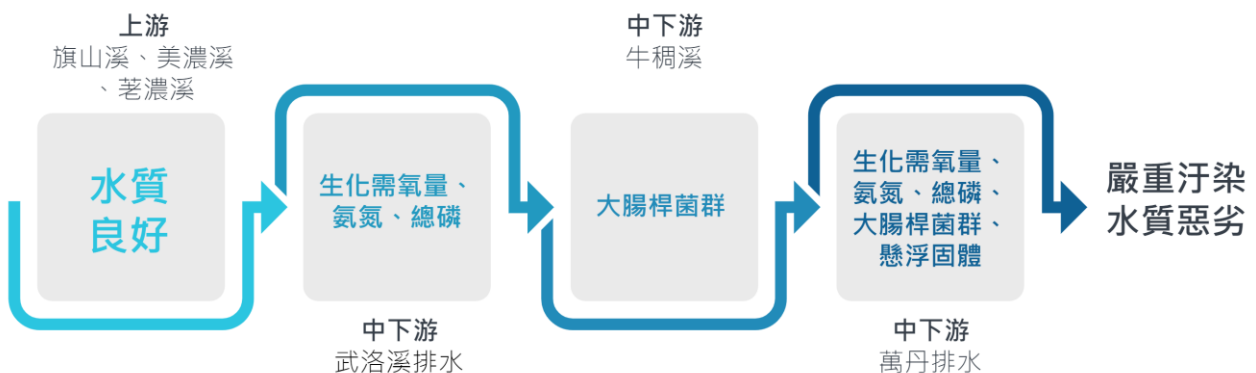 上游
旗山溪、美濃溪
、荖濃溪
水質
良好
生化需氧量、
氨氮、總磷
中下游
武洛溪排水
中下游
牛稠溪
大腸桿菌群
生化需氧量、
氨氮、總磷、
大腸桿菌群、
懸浮固體
中下游
萬丹排水
嚴重汙染
水質惡劣